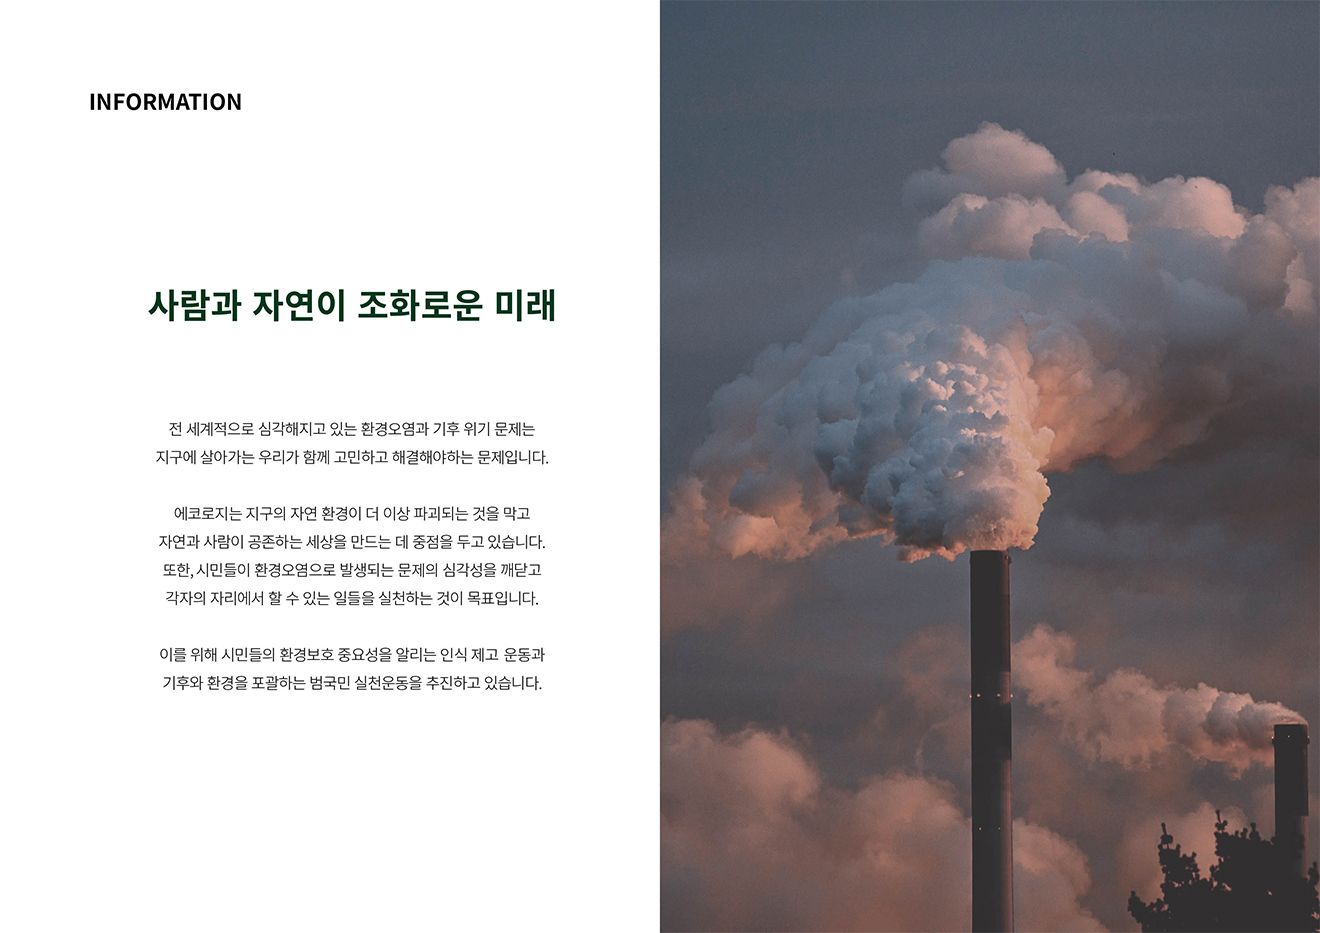 INFORMATION
사람과 자연이 조화로운 미래
전 세계적으로 심각해지고 있는 환경오염과 기후 위기 문제는
지구에 살아가는 우리가 함께 고민하고 해결해야하는 문제입니다.
에코로지는 지구의 자연 환경이 더 이상 파괴되는 것을 막고
자연과 사람이 공존하는 세상을 만드는 데 중점을 두고 있습니다.
또한, 시민들이 환경오염으로 발생되는 문제의 심각성을 깨닫고
각자의 자리에서 할 수 있는 일들을 실천하는 것이 목표입니다.
이를 위해 시민들의 환경보호 중요성을 알리는 인식 제고 운동과
기후와 환경을 포괄하는 범국민 실천운동을 추진하고 있습니다.